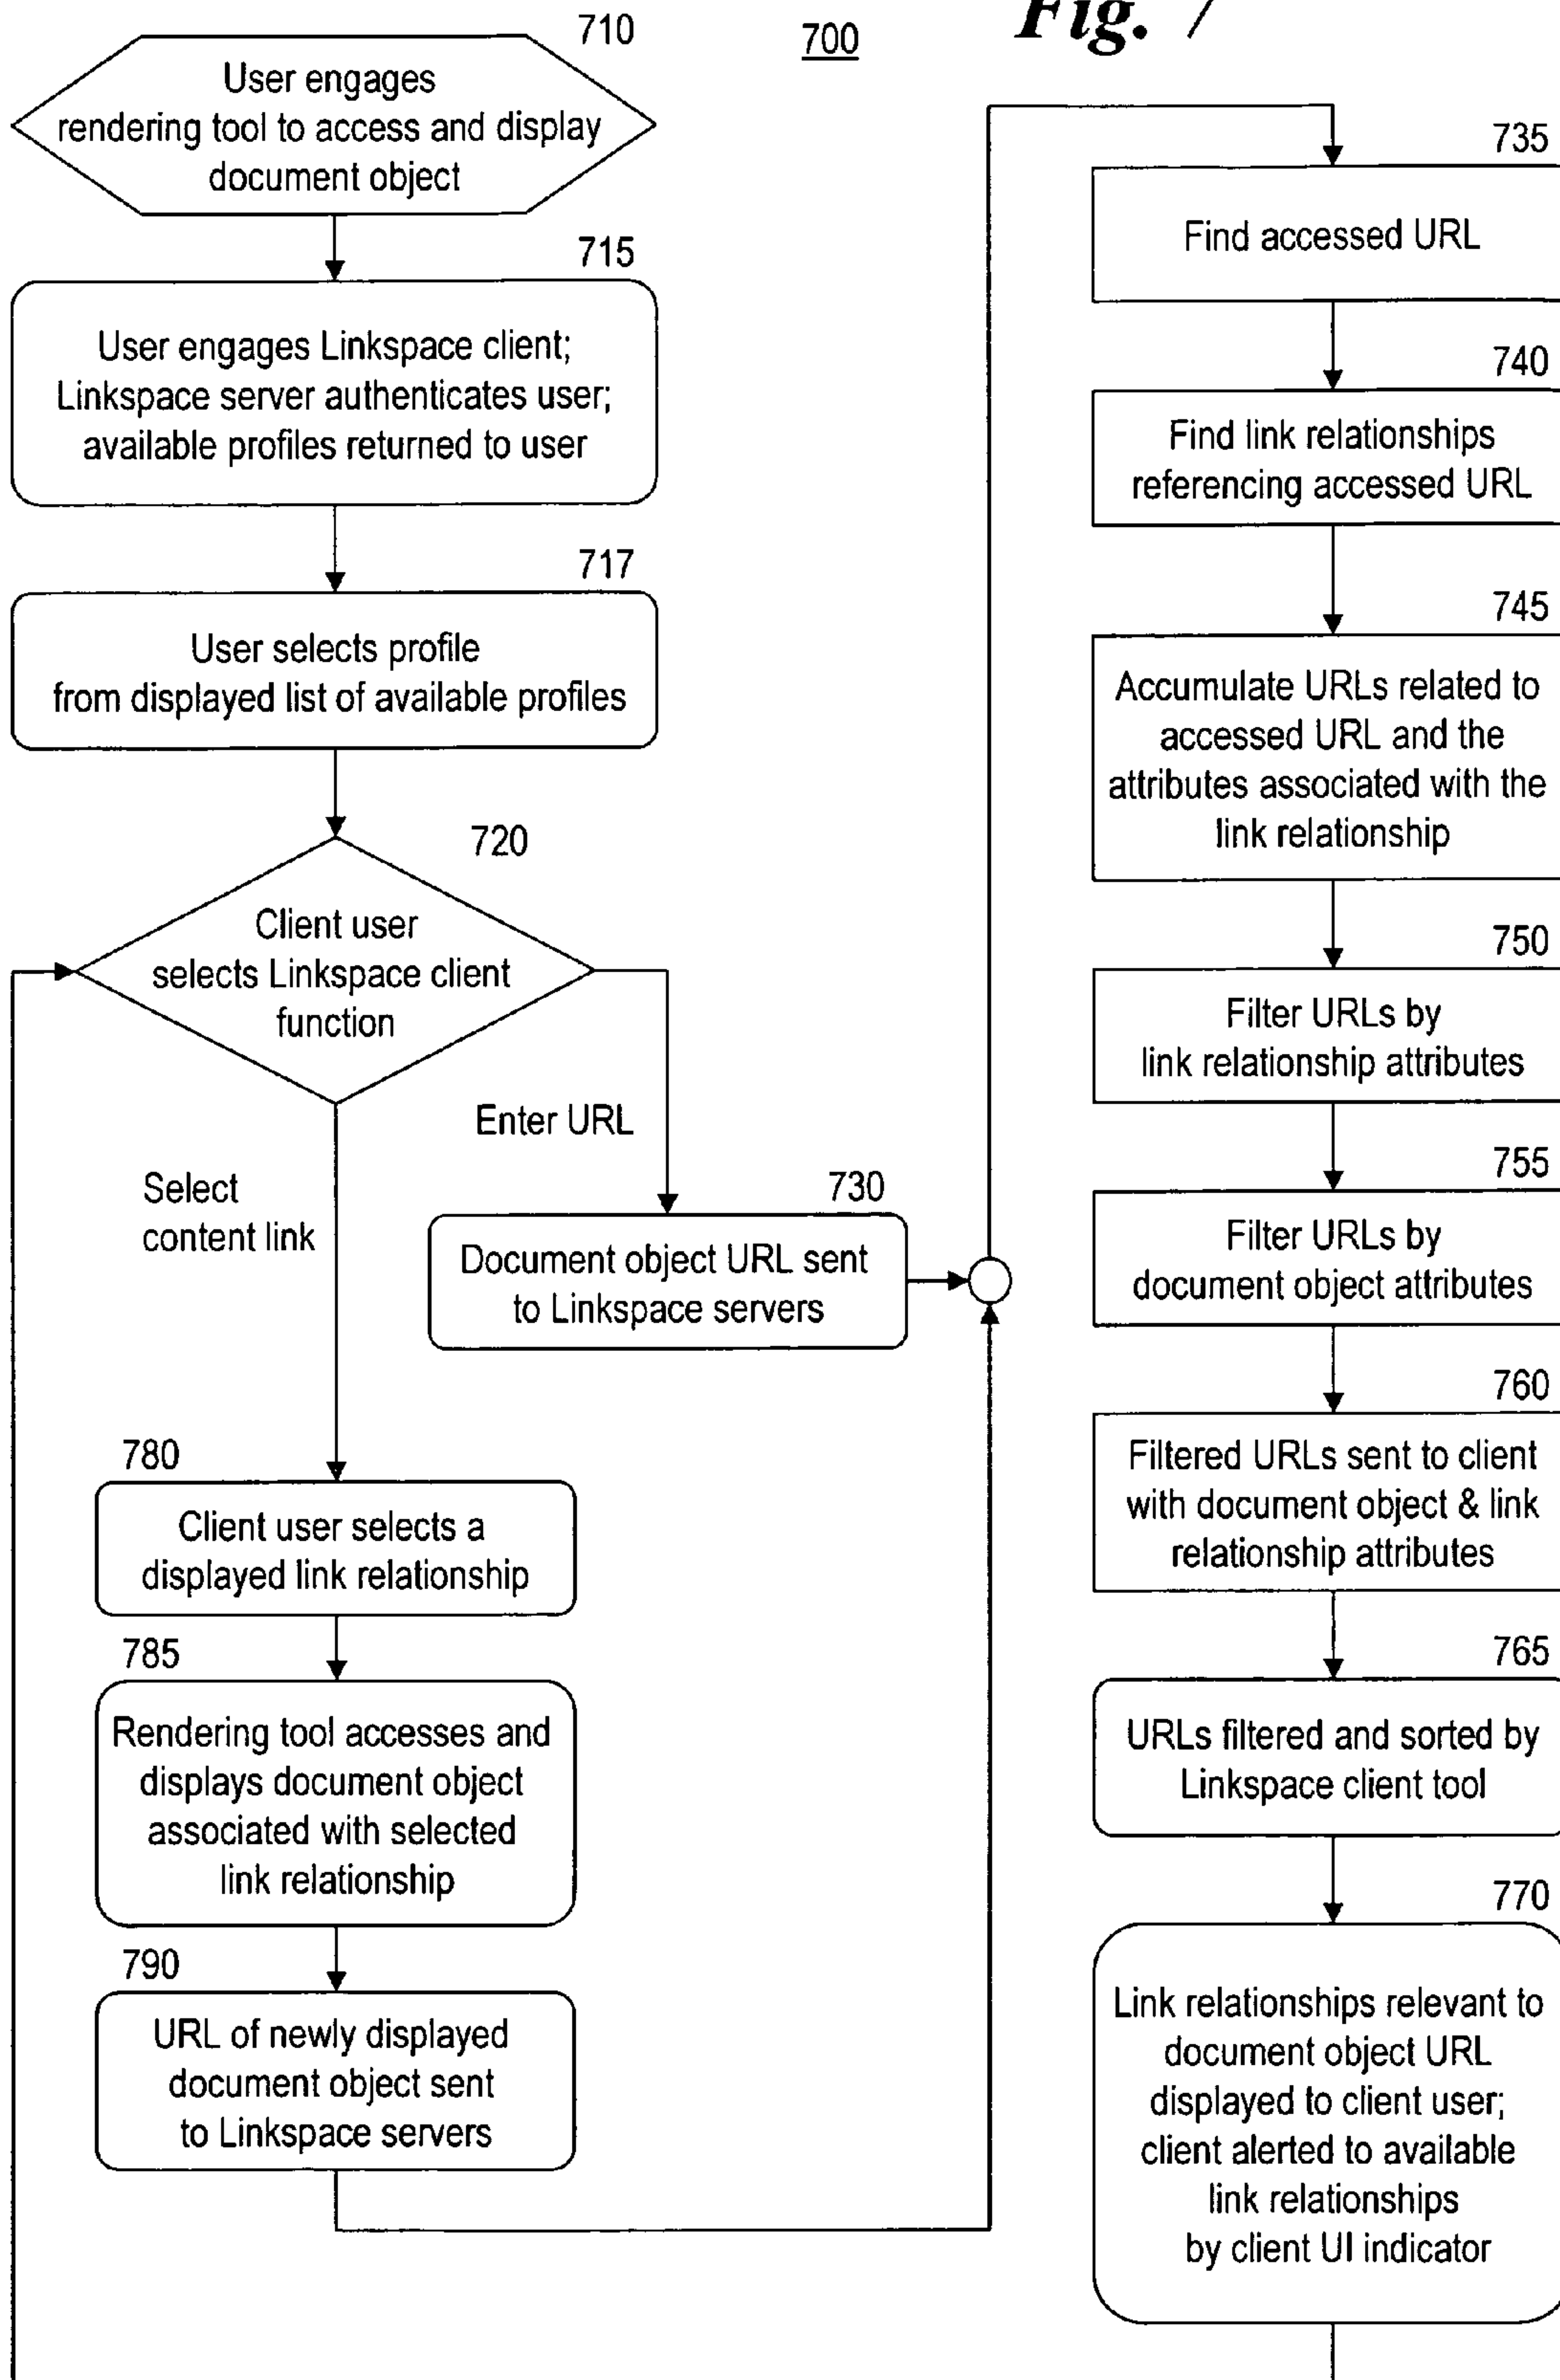 Fig. 7
700
710
User engages
rendering tool to access and display
document object
715
User engages Linkspace client;
Linkspace server authenticates user;
available profiles returned to user
717
User selects profile
from displayed list of available profiles
720
Client user
selects Linkspace client
function
Enter URL
Select
content link
730
Document object URL sent
to Linkspace servers
780
Client user selects a
displayed link relationship
785
Rendering tool accesses and
displays document object
associated with selected
link relationship
790
URL of newly displayed
document object sent
to Linkspace servers
735
Find accessed URL
740
Find link relationships
referencing accessed URL
745
Accumulate URLs related to
accessed URL and the
attributes associated with the
link relationship
750
Filter URLs by
link relationship attributes
755
Filter URLs by
document object attributes
760
Filtered URLs sent to client
with document object & link
relationship attributes
765
URLs filtered and sorted by
Linkspace client tool
770
Link relationships relevant to
document object URL
displayed to client user;
client alerted to available
link relationships
by client UI indicator